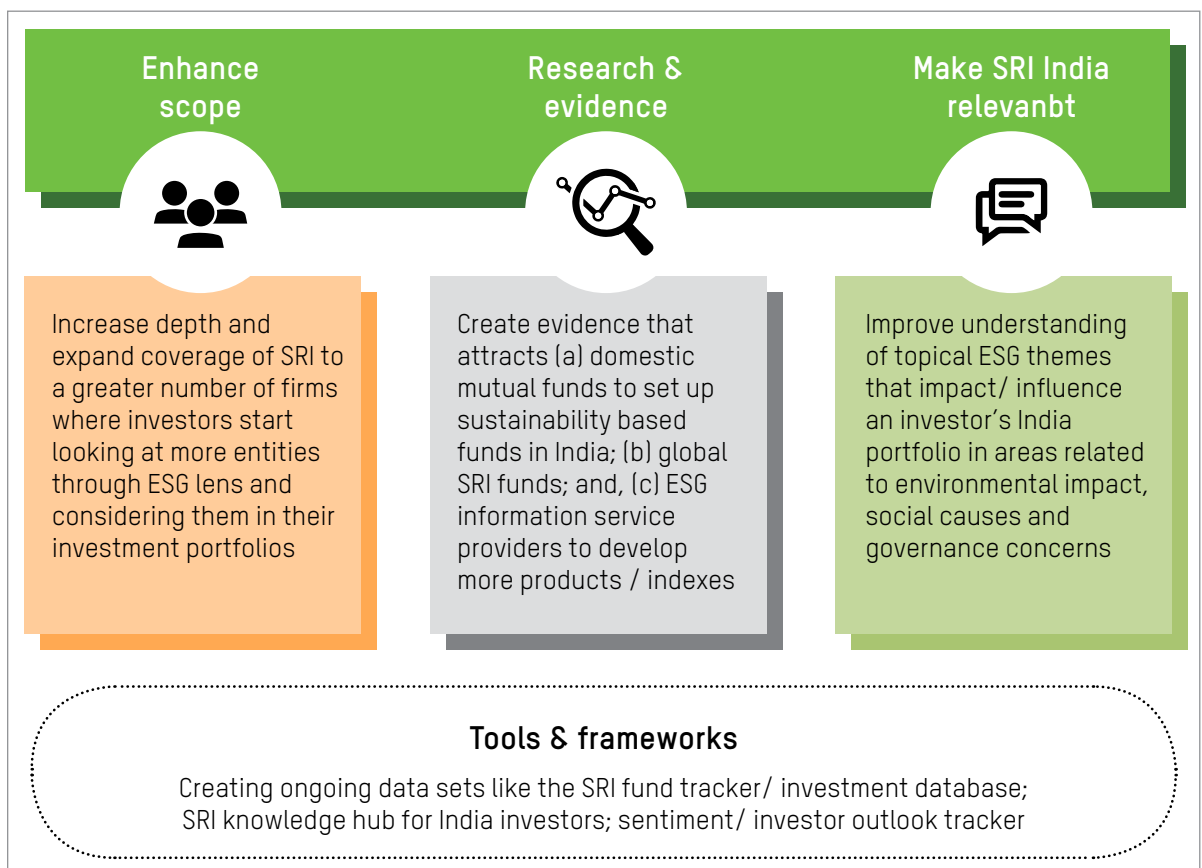 Enhance
scope
Research &
evidence
Make SRI India
relevanbt
Increase depth and
expand coverage of SRI to
a greater number of firms
where investors start
looking at more entities
through ESG lens and
considering them in their
investment portfolios
Create evidence that
attracts (a) domestic
mutual funds to set up
sustainability based
funds in India; (b) global
SRI funds; and, (c) ESG
information service
providers to develop
more products / indexes
Improve understanding
of topical ESG themes
that impact/ influence
an investor's India
portfolio in areas related
to environmental impact,
social causes and
governance concerns
Tools & frameworks
Creating ongoing data sets like the SRI fund tracker/ investment database;
SRI knowledge hub for India investors; sentiment/ investor outlook tracker